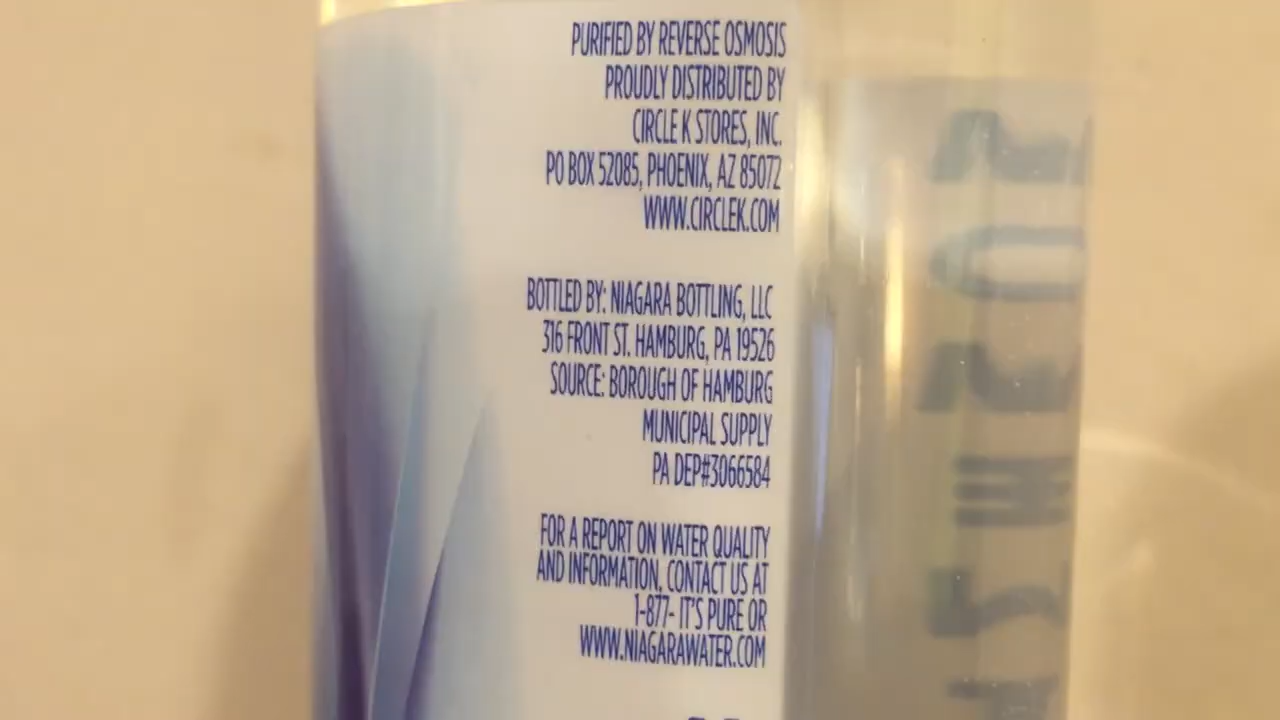 PURIFIED BY REVERSE OSMOSIS
PROUDLY DISTRIBUTED BY
CIRCLE K STORES, INC.
PO BOX 52085, PHOENIX, AZ 85072
WWW.CIRCLEK.COM
BOTTLED BY: NIAGARA BOTTLING, LLC
316 FRONT ST. HAMBURG, PA 19526
SOURCE: BOROUGH OF HAMBURG
MUNICIPAL SUPPLY
PA DEP#3066584
FOR A REPORT ON WATER QUALITY
AND INFORMATION, CONTACT US AT
1-877- IT'S PURE OR
WWW.NIAGARAWATER.COM